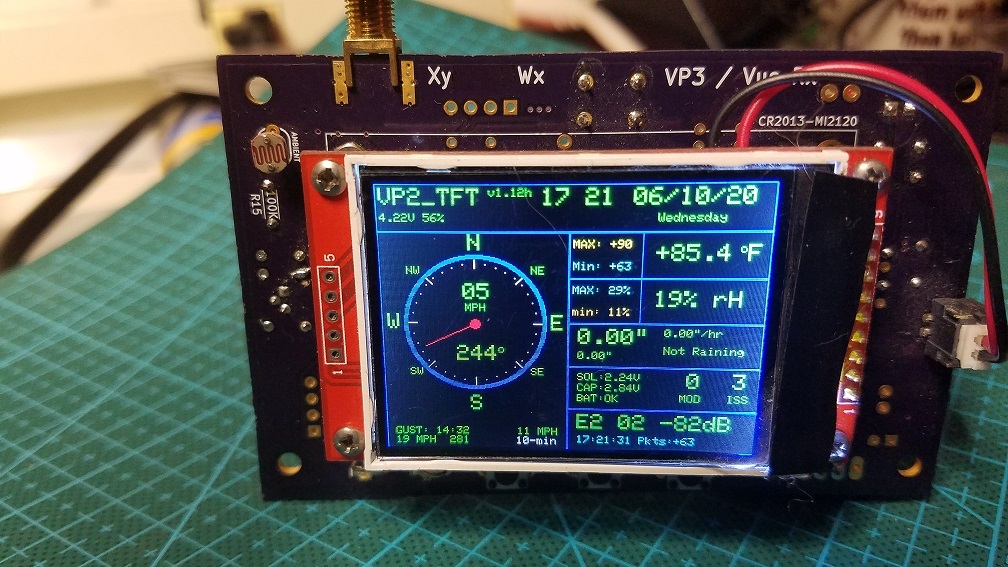 Xy Wx VP3 / Vue Rx
CR2013-MI2120
AMBIENT
100K
R15
5
1
VP2_TFT v1.12h 17 21 06/10/20
4.22V 56% Wednesday
N
NW NE
05
MPH
W E
244°
SW SE
S
GUST: 14:32 11 MPH
19 MPH 281 10-min
MAX: +90
Min: +63
+85.4 °F
MAX: 29%
min: 11%
19% rH
0.00" 0.00"/hr
0.00" Not Raining
SOL:2.24V
CAP:2.84V
BAT:OK
0 3
MOD ISS
E2 02 -82dB
17:21:31 Pkts:+63